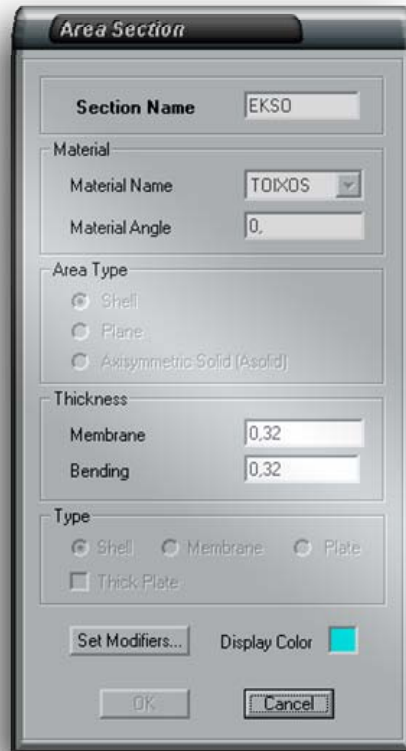 Area Section
Section Name EKSO
Material
Material Name TOIXOS
Material Angle 0,
Area Type
Shell
Plane
Axisymmetric Solid (Asolid)
Thickness
Membrane 0,32
Bending 0,32
Type
Shell Membrane Plate
Thick Plate
Set Modifiers... Display Color
OK Cancel